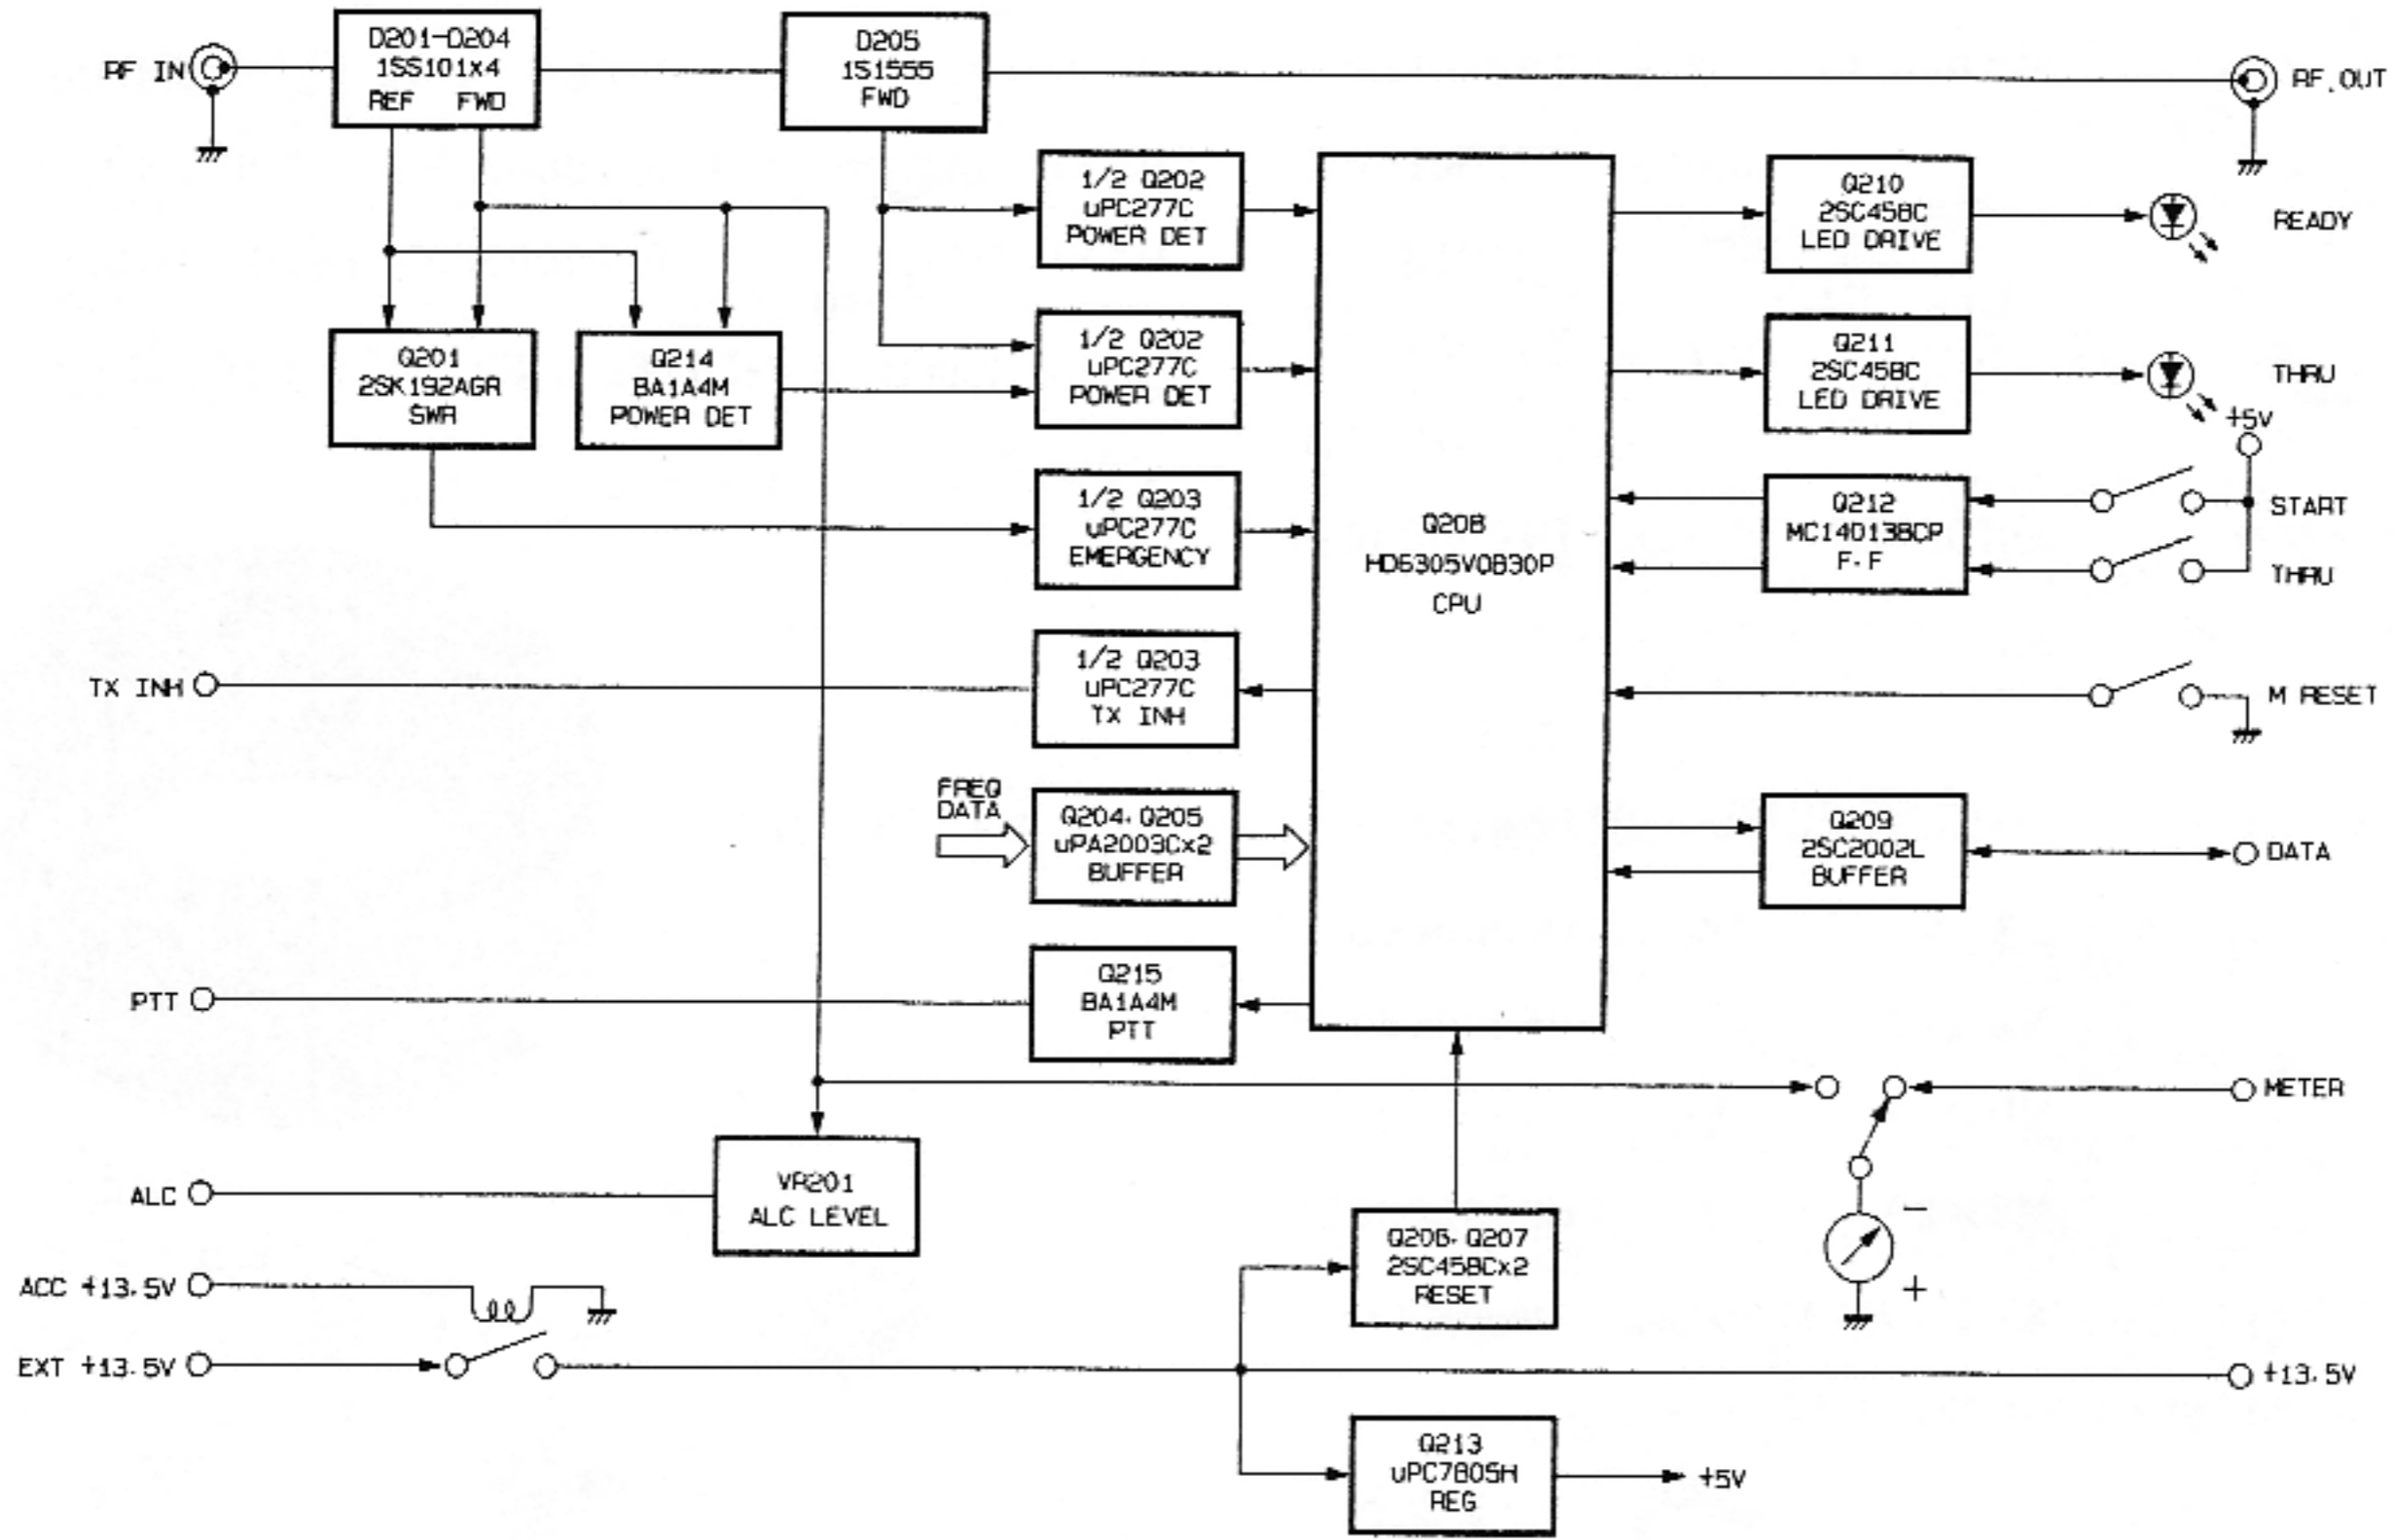 RF IN
D201-D204
1SS101x4
REF FWD
D205
1S1555
FWD
RF.OUT
1/2 Q202
uPC277C
POWER DET
Q210
2SC458C
LED DRIVE
READY
Q201
2SK192AGR
SWR
Q214
BA1A4M
POWER DET
1/2 Q202
uPC277C
POWER DET
Q211
2SC458C
LED DRIVE
THRU
+5V
1/2 Q203
uPC277C
EMERGENCY
Q208
HD6305V0B30P
CPU
Q212
MC14013BCP
F.F
START
THRU
TX INH
1/2 Q203
uPC277C
TX INH
M RESET
FREQ
DATA
Q204, Q205
uPA2003Cx2
BUFFER
Q209
2SC2002L
BUFFER
DATA
PTT
Q215
BA1A4M
PTT
METER
ALC
VR201
ALC LEVEL
ACC +13.5V
Q206, Q207
2SC458Cx2
RESET
-
+
EXT +13.5V
+13.5V
Q213
uPC7805H
REG
+5V